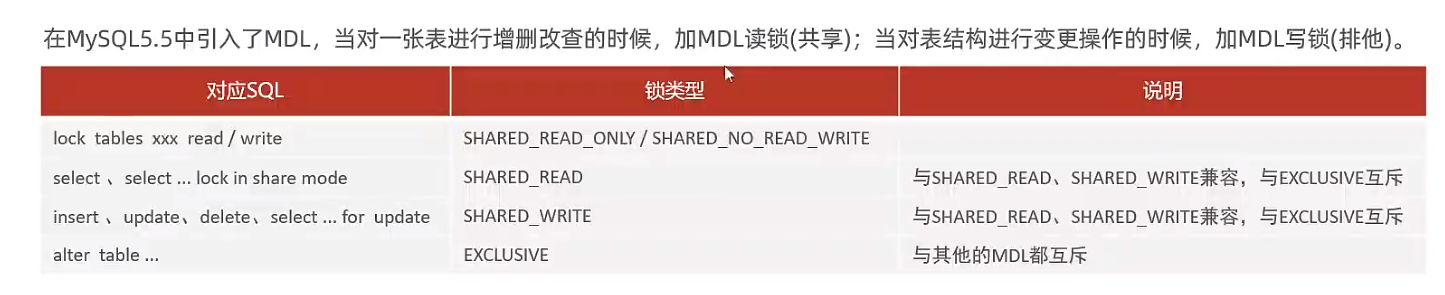 在MySQL5.5中引入了MDL，当对一张表进行增删改查的时候，加MDL读锁(共享)；当对表结构进行变更操作的时候，加MDL写锁(排他)。
对应SQL 锁类型 说明
lock tables xxx read / write SHARED_READ_ONLY / SHARED_NO_READ_WRITE
select 、select ... lock in share mode SHARED_READ 与SHARED_READ、SHARED_WRITE兼容，与EXCLUSIVE互斥
insert 、update、delete、select ... for update SHARED_WRITE 与SHARED_READ、SHARED_WRITE兼容，与EXCLUSIVE互斥
alter table ... EXCLUSIVE 与其他的MDL都互斥